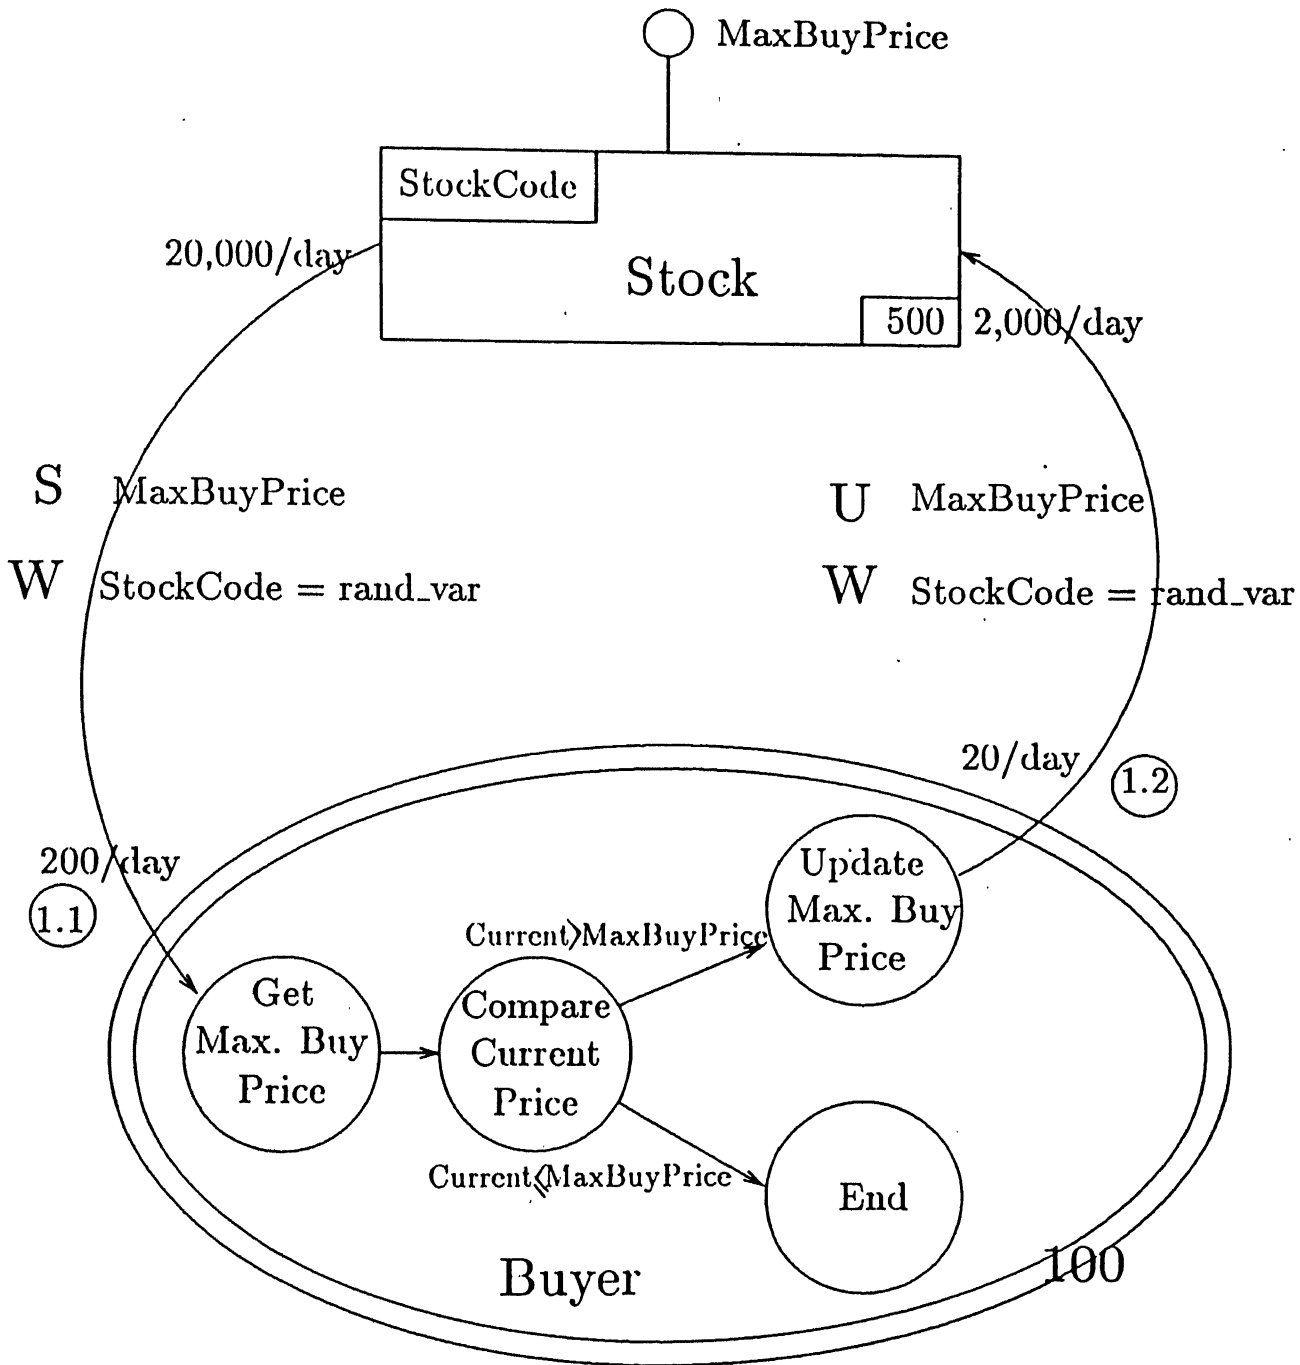 MaxBuyPrice
StockCode
20,000/day
Stock
500
2,000/day
S MaxBuyPrice
W StockCode = rand_var
U MaxBuyPrice
W StockCode = rand_var
20/day
1.2
200/day
1.1
Update
Max. Buy
Price
Current>MaxBuyPrice
Get
Max. Buy
Price
Compare
Current
Price
Current⩽MaxBuyPrice
End
Buyer
100